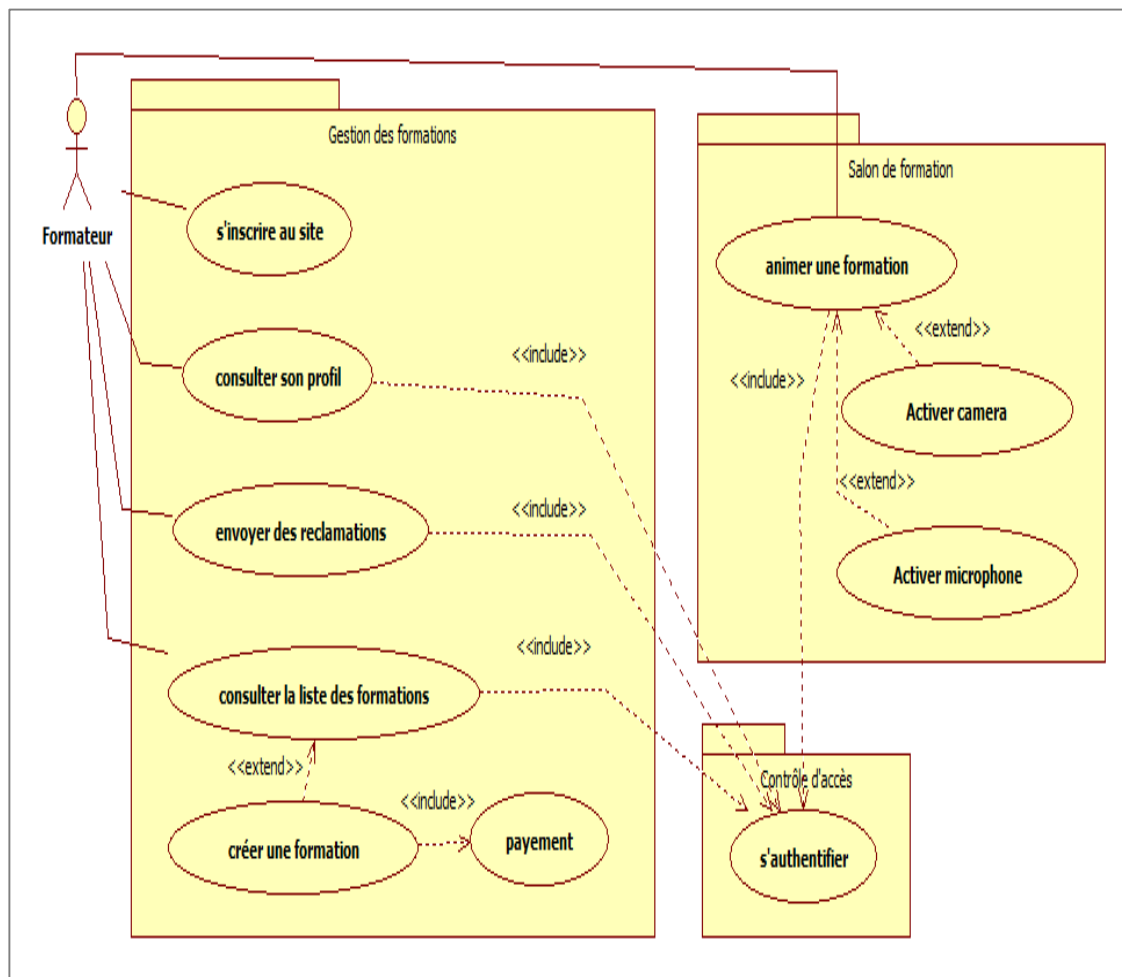 Gestion des formations
Formateur
s'inscrire au site
consulter son profil
<<include>>
envoyer des reclamations
<<include>>
consulter la liste des formations
<<include>>
<<extend>>
créer une formation
<<include>>
payement
Salon de formation
animer une formation
<<extend>>
<<include>>
Activer camera
<<extend>>
Activer microphone
Contrôle d'accès
s'authentifier